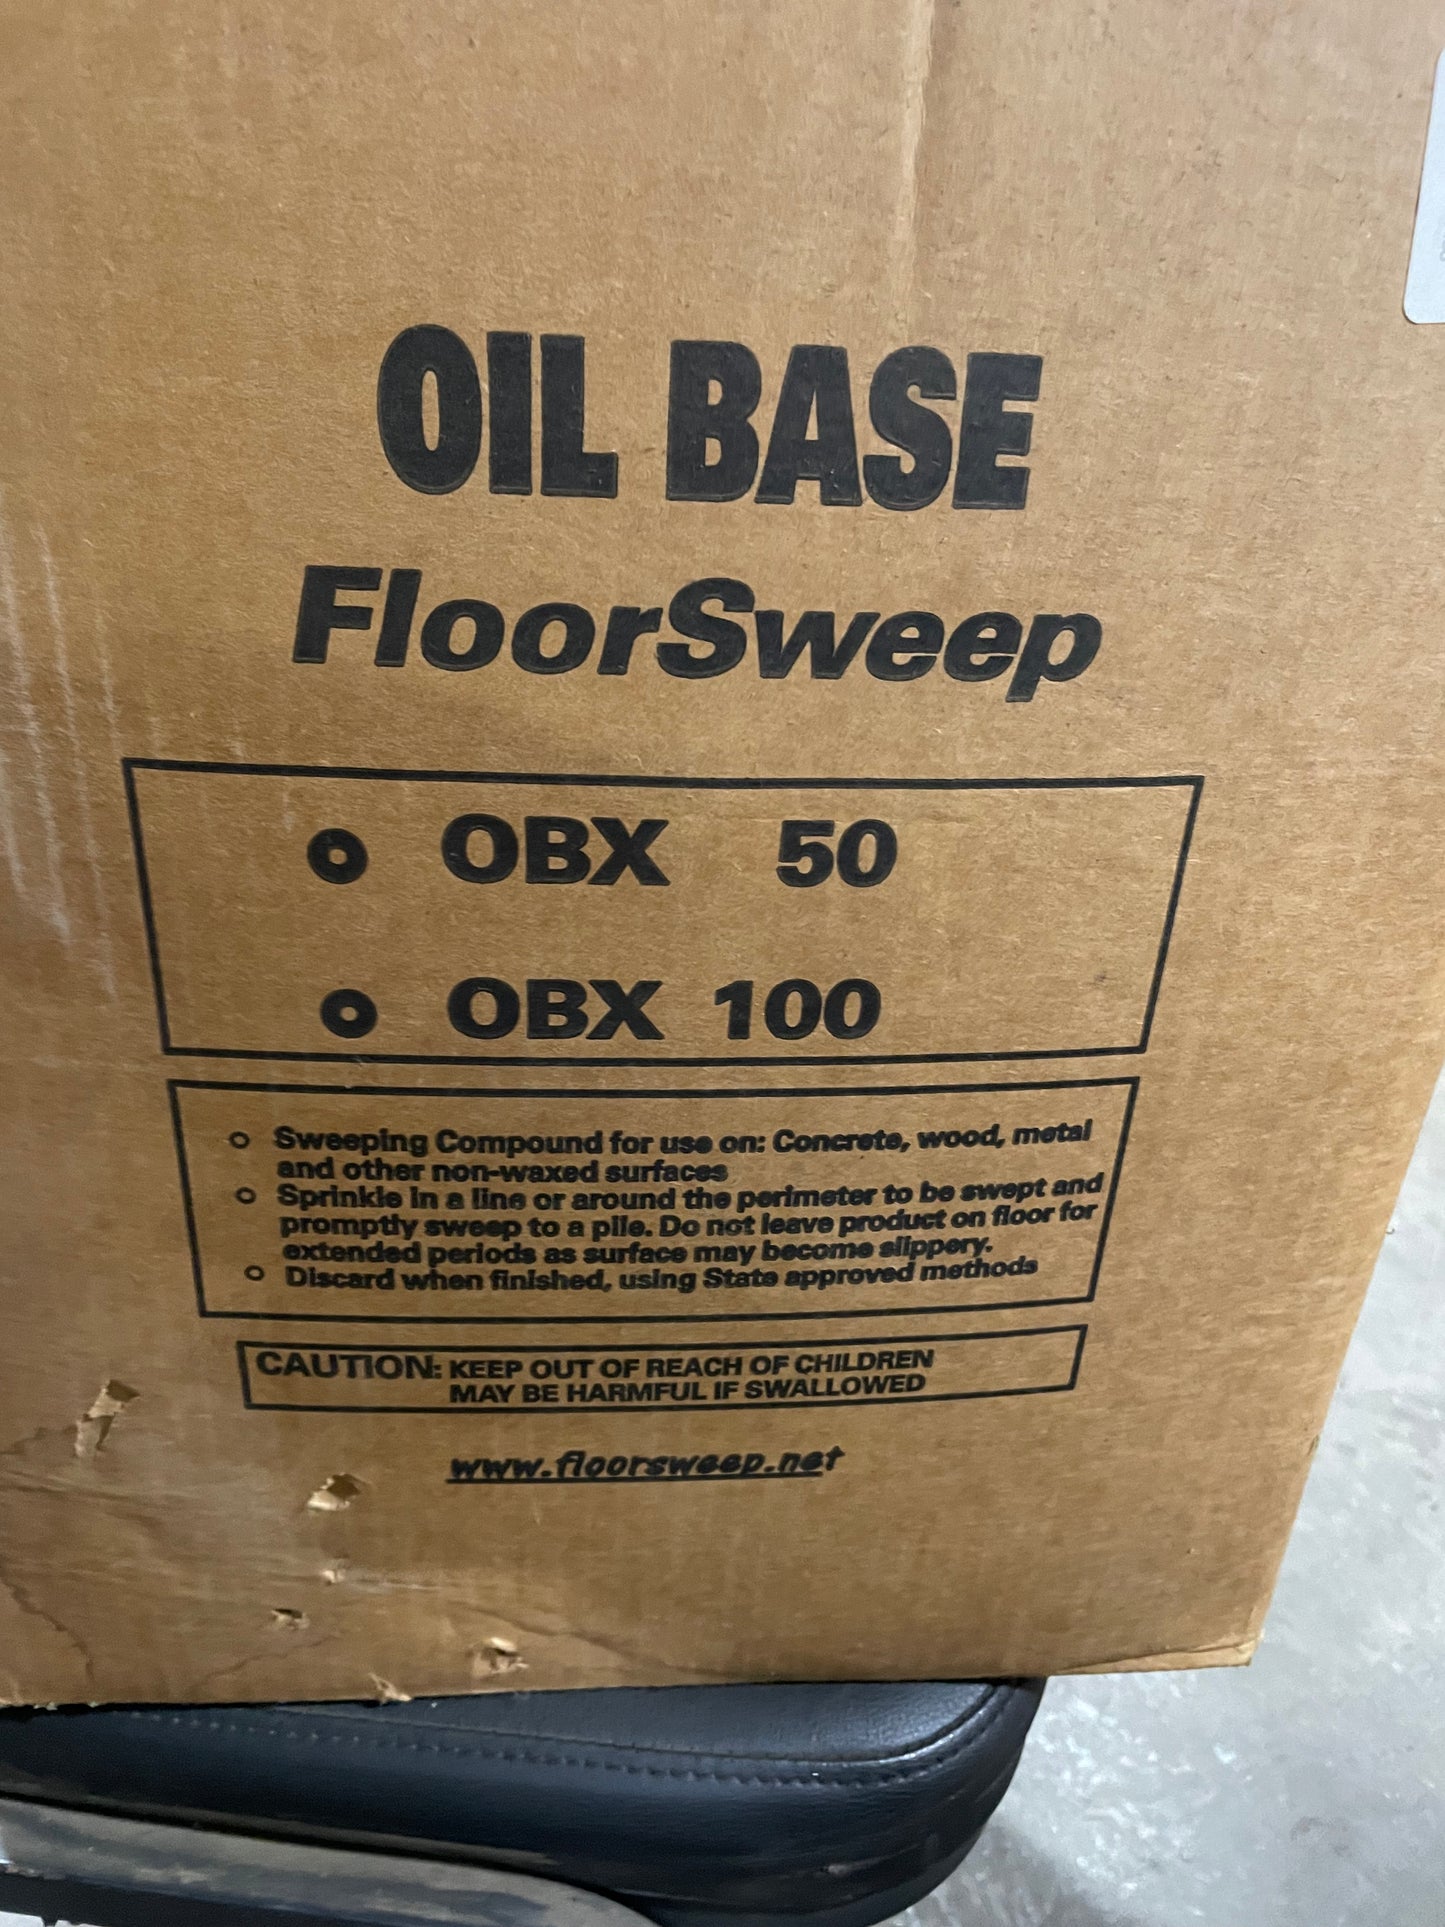 OIL BASE
FloorSweep
OBX 50
OBX 100
Sweeping Compound for use on: Concrete, wood, metal
and other non-waxed surfaces
Sprinkle in a line or around the perimeter to be swept and
promptly sweep to a pile. Do not leave product on floor for
extended periods as surface may become slippery.
Discard when finished, using State approved methods
CAUTION: KEEP OUT OF REACH OF CHILDREN
MAY BE HARMFUL IF SWALLOWED
www.floorsweep.net